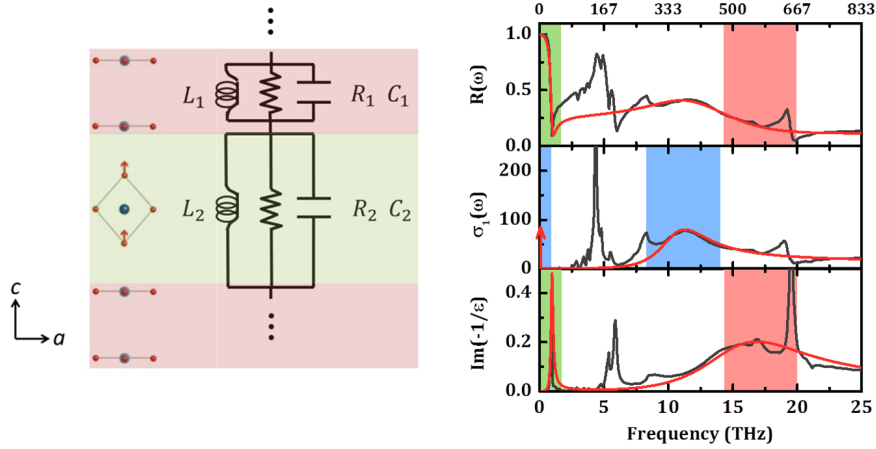 L₁ R₁ C₁
L₂ R₂ C₂
c
a
0 167 333 500 667 833
R(ω)
1.0
0.5
0.0
σ₁(ω)
200
100
0
Im(-1/ε)
0.4
0.2
0.0
0 5 10 15 20 25
Frequency (THz)